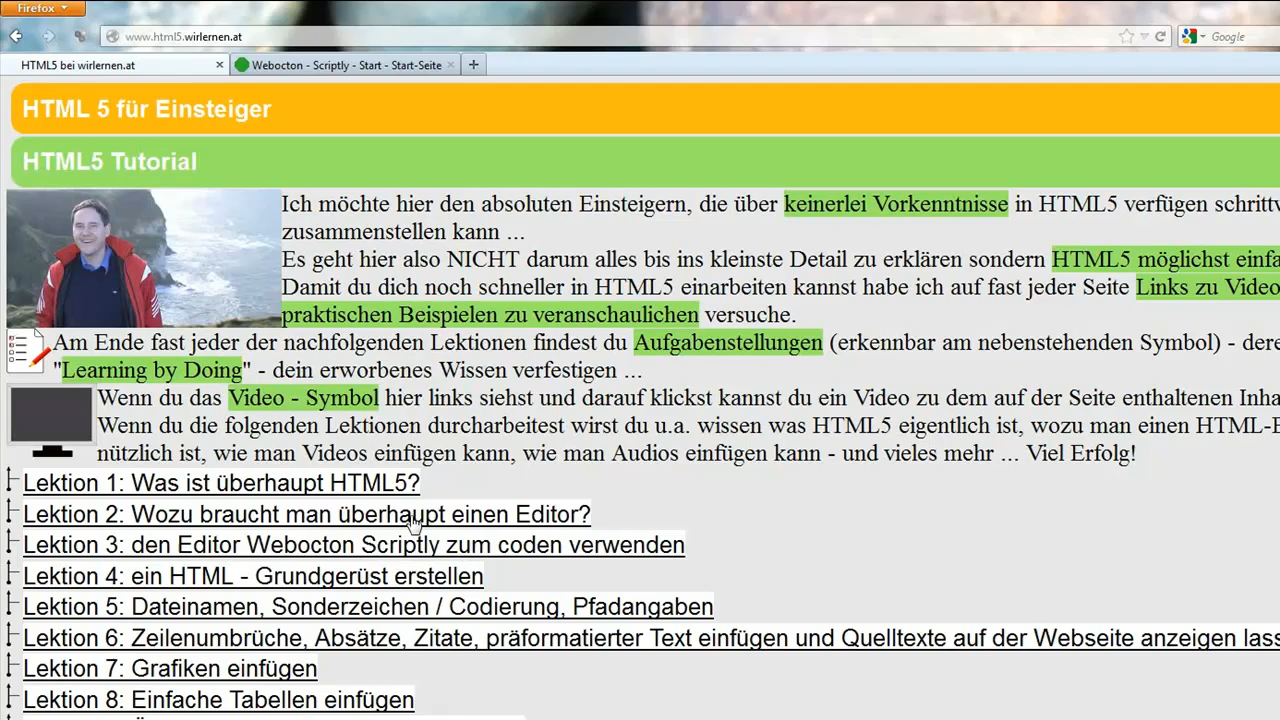 Firefox
www.html5.wirlernen.at
Google
HTML5 bei wirlernen.at
Webocton - Scriptly - Start - Start-Seite
HTML 5 für Einsteiger
HTML5 Tutorial
Ich möchte hier den absoluten Einsteigern, die über keinerlei Vorkenntnisse in HTML5 verfügen schrittw
zusammenstellen kann ...
Es geht hier also NICHT darum alles bis ins kleinste Detail zu erklären sondern HTML5 möglichst einfa
Damit du dich noch schneller in HTML5 einarbeiten kannst habe ich auf fast jeder Seite Links zu Video
praktischen Beispielen zu veranschaulichen versuche.
Am Ende fast jeder der nachfolgenden Lektionen findest du Aufgabenstellungen (erkennbar am nebenstehenden Symbol) - dere
"Learning by Doing" - dein erworbenes Wissen verfestigen ...
Wenn du das Video - Symbol hier links siehst und darauf klickst kannst du ein Video zu dem auf der Seite enthaltenen Inha
Wenn du die folgenden Lektionen durcharbeitest wirst du u.a. wissen was HTML5 eigentlich ist, wozu man einen HTML-E
nützlich ist, wie man Videos einfügen kann, wie man Audios einfügen kann - und vieles mehr ... Viel Erfolg!
Lektion 1: Was ist überhaupt HTML5?
Lektion 2: Wozu braucht man überhaupt einen Editor?
Lektion 3: den Editor Webocton Scriptly zum coden verwenden
Lektion 4: ein HTML - Grundgerüst erstellen
Lektion 5: Dateinamen, Sonderzeichen / Codierung, Pfadangaben
Lektion 6: Zeilenumbrüche, Absätze, Zitate, präformatierter Text einfügen und Quelltexte auf der Webseite anzeigen lass
Lektion 7: Grafiken einfügen
Lektion 8: Einfache Tabellen einfügen